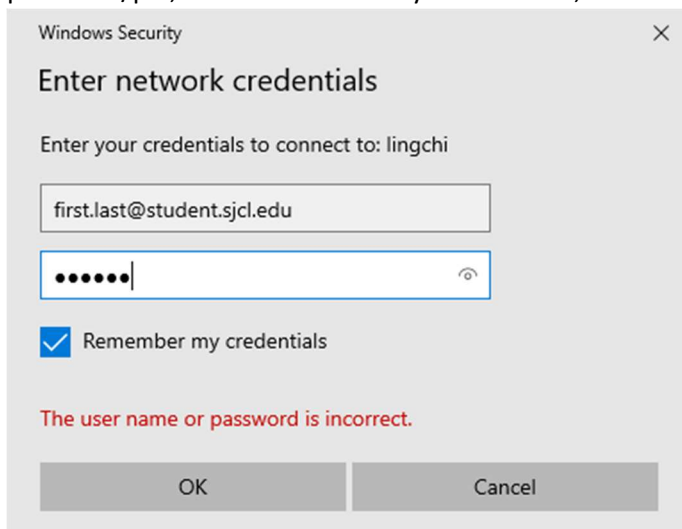 Windows Security
Enter network credentials
Enter your credentials to connect to: lingchi
first.last@student.sjcl.edu
••••••
Remember my credentials
The user name or password is incorrect.
OK
Cancel